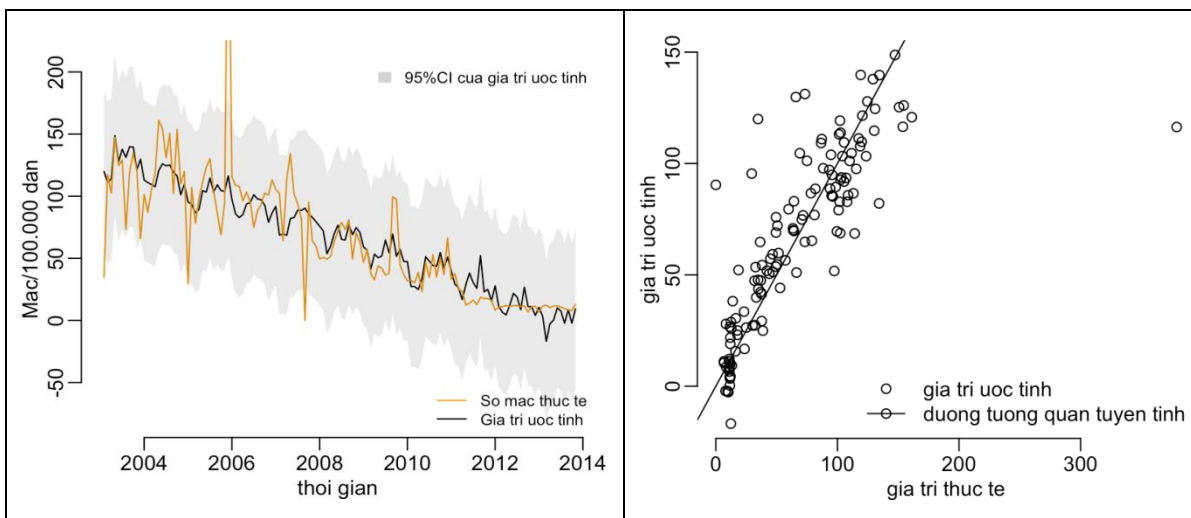 200
150
100
50
0
-50
Mac/100.000 dan
95%CI cua gia tri uoc tinh
So mac thuc te
Gia tri uoc tinh
2004 2006 2008 2010 2012 2014
thoi gian
150
100
50
0
gia tri uoc tinh
gia tri uoc tinh
duong tuong quan tuyen tinh
0 100 200 300
gia tri thuc te